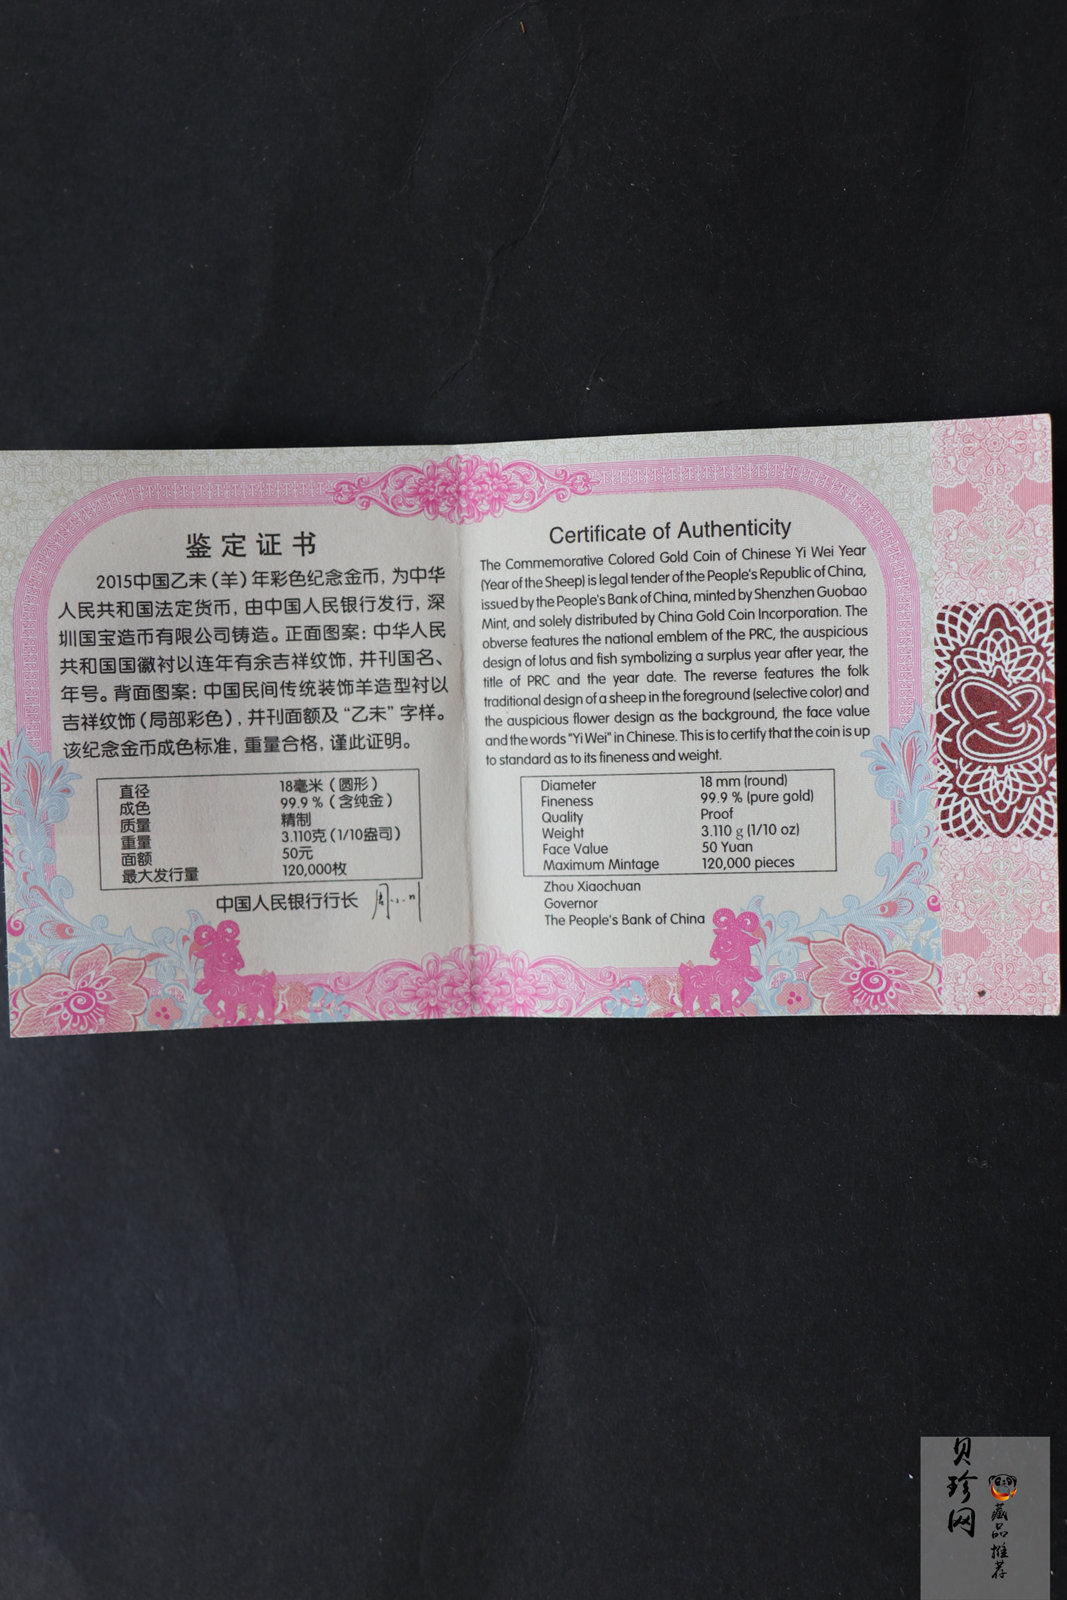 鉴定证书
2015中国乙未(羊)年彩色纪念金币，为中华
人民共和国法定货币，由中国人民银行发行，深
圳国宝造币有限公司铸造。正面图案：中华人民
共和国国徽衬以连年有余吉祥纹饰，并刊国名、
年号。背面图案：中国民间传统装饰羊造型衬以
吉祥纹饰(局部彩色)，并刊面额及“乙未”字样。
该纪念金币成色标准，重量合格，谨此证明。
直径 18毫米（圆形）
成色 99.9%（含纯金）
质量 精制
重量 3.110克(1/10盎司)
面额 50元
最大发行量 120,000枚
中国人民银行行长
Certificate of Authenticity
The Commemorative Colored Gold Coin of Chinese Yi Wei Year
(Year of the Sheep) is legal tender of the People's Republic of China,
issued by the People's Bank of China, minted by Shenzhen Guobao
Mint, and solely distributed by China Gold Coin Incorporation. The
obverse features the national emblem of the PRC, the auspicious
design of lotus and fish symbolizing a surplus year after year, the
title of PRC and the year date. The reverse features the folk
traditional design of a sheep in the foreground (selective color) and
the auspicious flower design as the background, the face value
and the words "Yi Wei" in Chinese. This is to certify that the coin is up
to standard as to its fineness and weight.
Diameter 18 mm (round)
Fineness 99.9 % (pure gold)
Quality Proof
Weight 3.110 g (1/10 oz)
Face Value 50 Yuan
Maximum Mintage 120,000 pieces
Zhou Xiaochuan
Governor
The People's Bank of China
贝珍网
藏品推荐